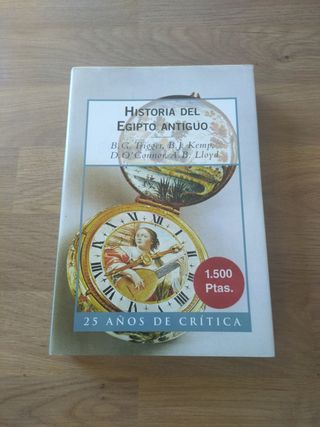 HISTORIA DEL
EGIPTO ANTIGUO
B. G. Trigger, B. J. Kemp,
D. O'Connor, A. B. Lloyd
1.500
Ptas.
25 AÑOS DE CRÍTICA